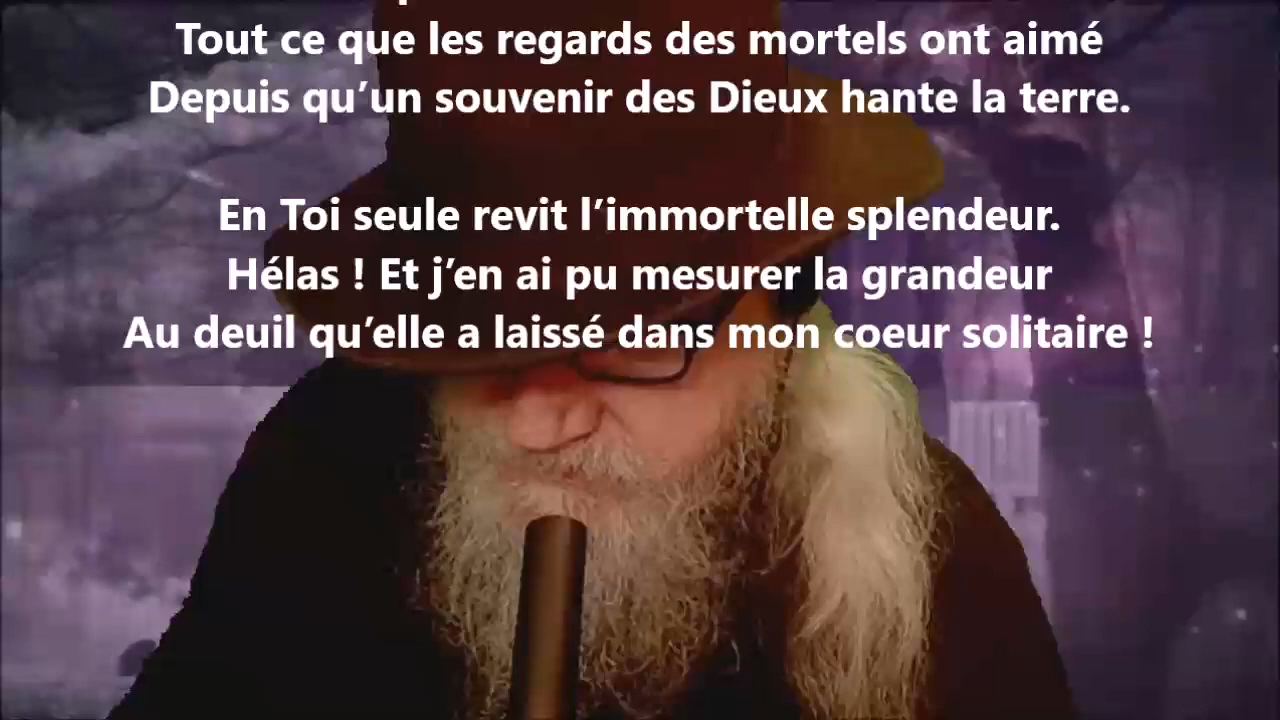 Tout ce que les regards des mortels ont aimé
Depuis qu’un souvenir des Dieux hante la terre.
En Toi seule revit l’immortelle splendeur.
Hélas ! Et j’en ai pu mesurer la grandeur
Au deuil qu’elle a laissé dans mon coeur solitaire !